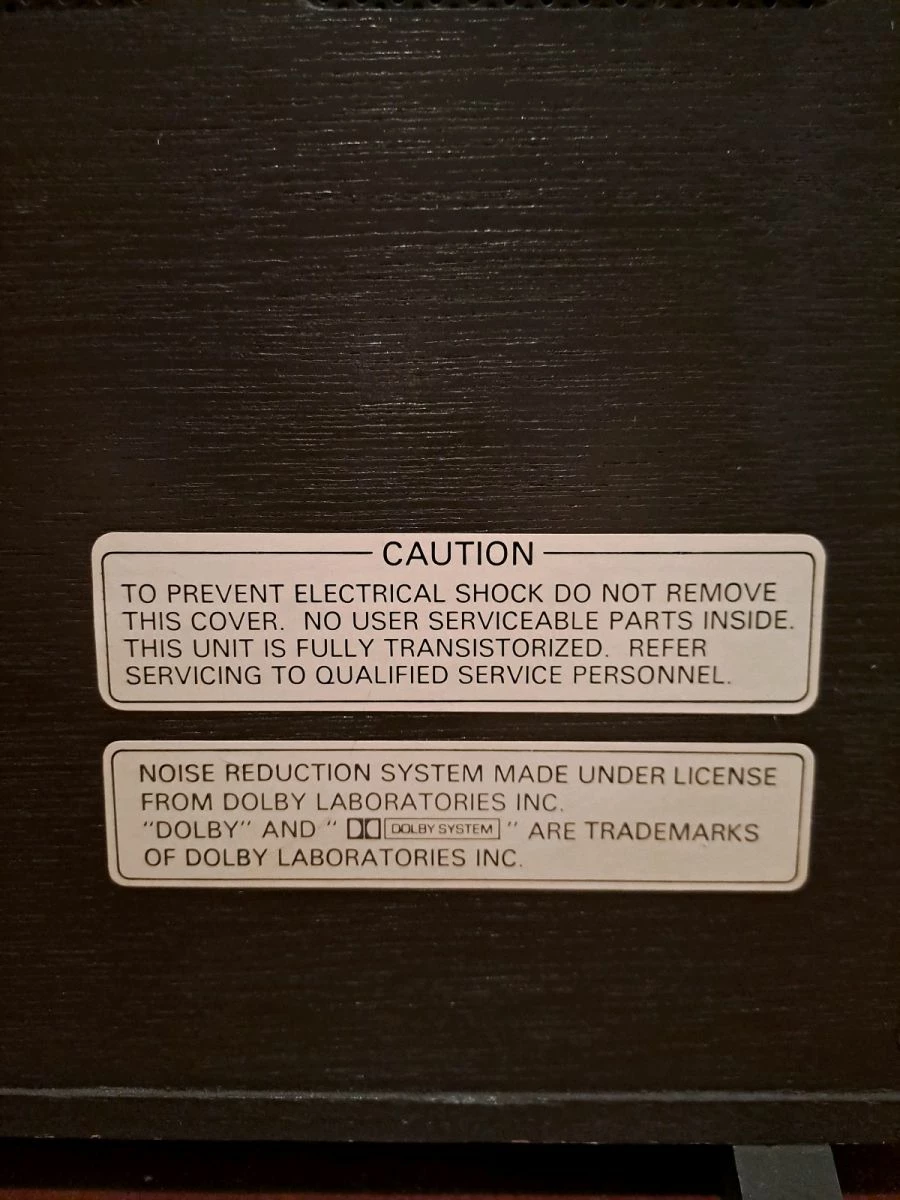 CAUTION
TO PREVENT ELECTRICAL SHOCK DO NOT REMOVE
THIS COVER. NO USER SERVICEABLE PARTS INSIDE.
THIS UNIT IS FULLY TRANSISTORIZED. REFER
SERVICING TO QUALIFIED SERVICE PERSONNEL.
NOISE REDUCTION SYSTEM MADE UNDER LICENSE
FROM DOLBY LABORATORIES INC.
"DOLBY" AND " DOLBY SYSTEM " ARE TRADEMARKS
OF DOLBY LABORATORIES INC.